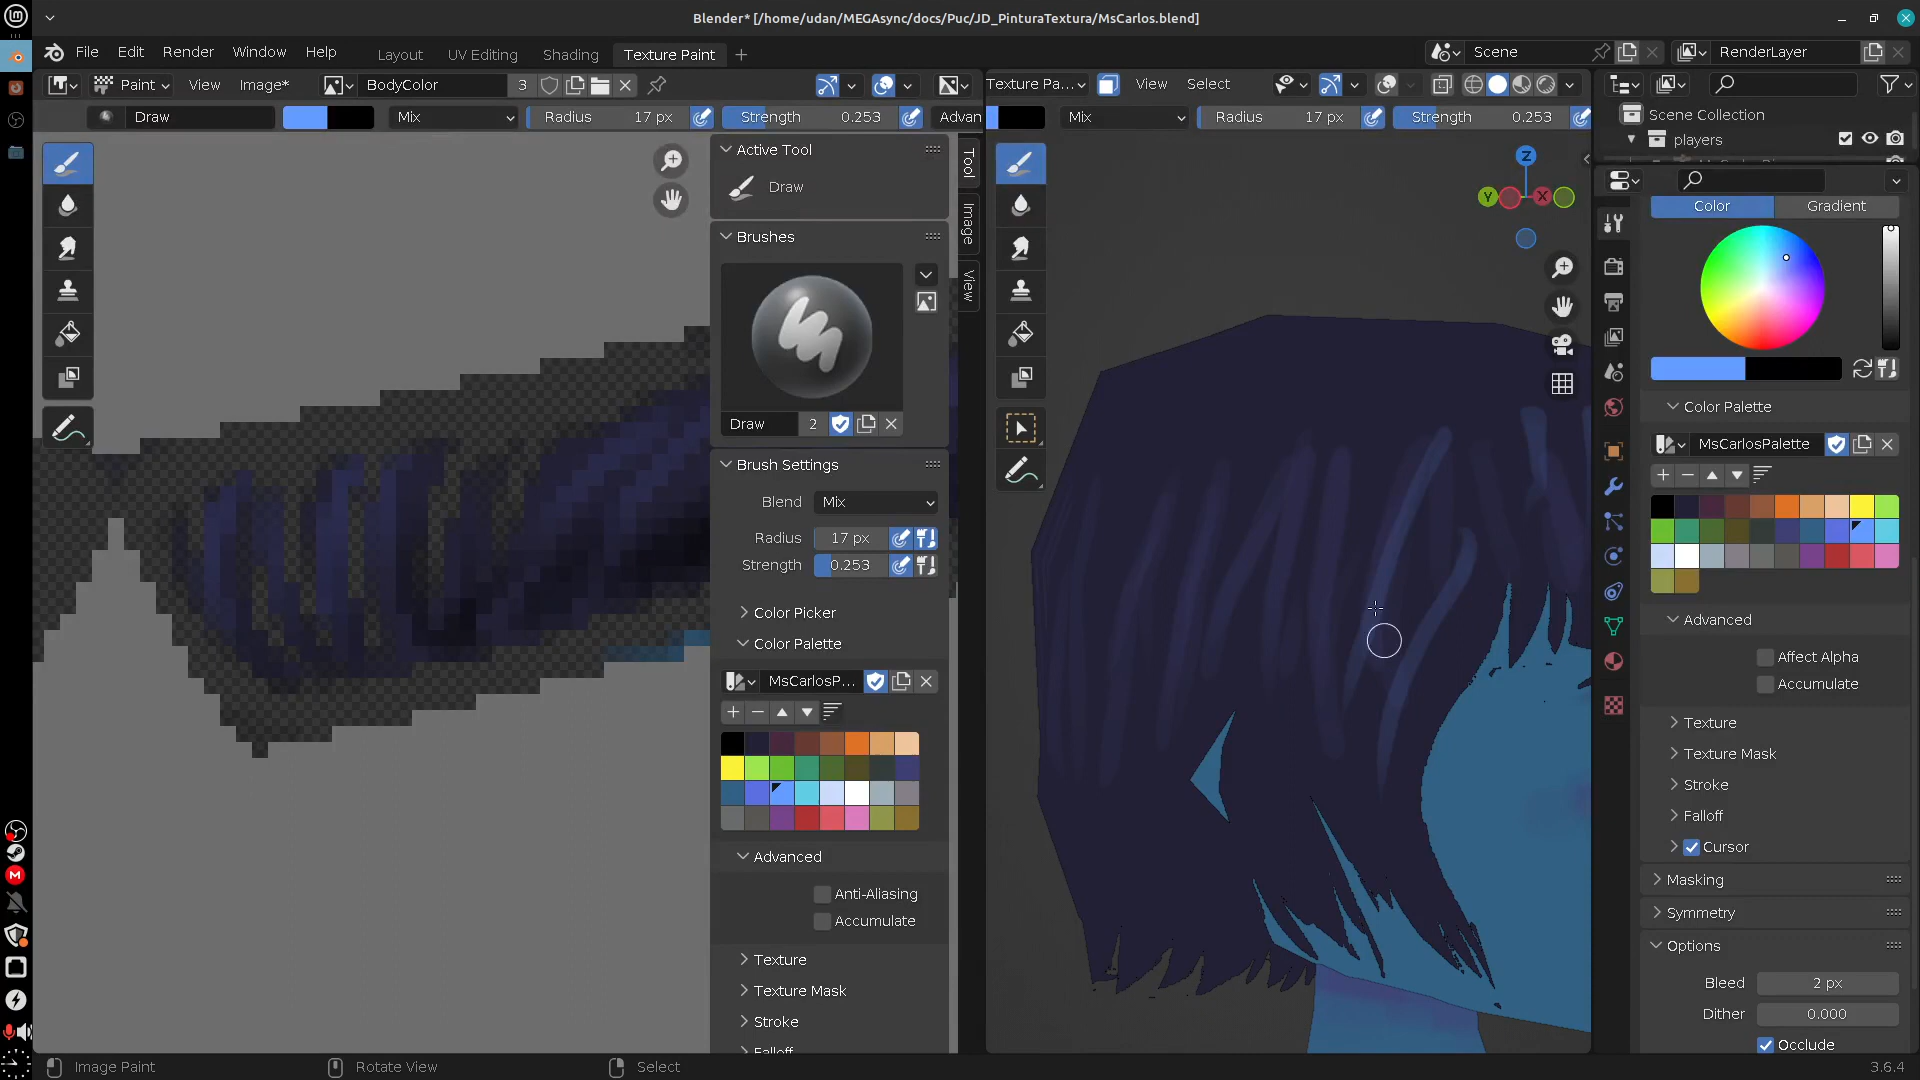 Blender* [/home/udan/MEGAsync/docs/Puc/JD_PinturaTextura/MsCarlos.blend]
File Edit Render Window Help Layout UV Editing Shading Texture Paint Scene RenderLayer
Paint View Image* BodyColor 3 Texture Pa... View Select
Draw Mix Radius 17 px Strength 0.253 Advan Mix Radius 17 px Strength 0.253
Scene Collection
players
Active Tool
Draw
Brushes
Draw 2
Brush Settings
Blend Mix
Radius 17 px
Strength 0.253
Color Picker
Color Palette
MsCarlosP...
Advanced
Anti-Aliasing
Accumulate
Texture
Texture Mask
Stroke
Tool
Image
View
Z
Y
X
Color Gradient
Color Palette
MsCarlosPalette
Advanced
Affect Alpha
Accumulate
Texture
Texture Mask
Stroke
Falloff
Cursor
Masking
Symmetry
Options
Bleed 2 px
Dither 0.000
Occlude
Image Paint Rotate View Select 3.6.4